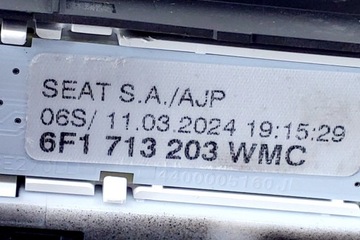 SEAT S.A./AJP
06S/ 11.03.2024 19:15:29
6F1 713 203 WMC